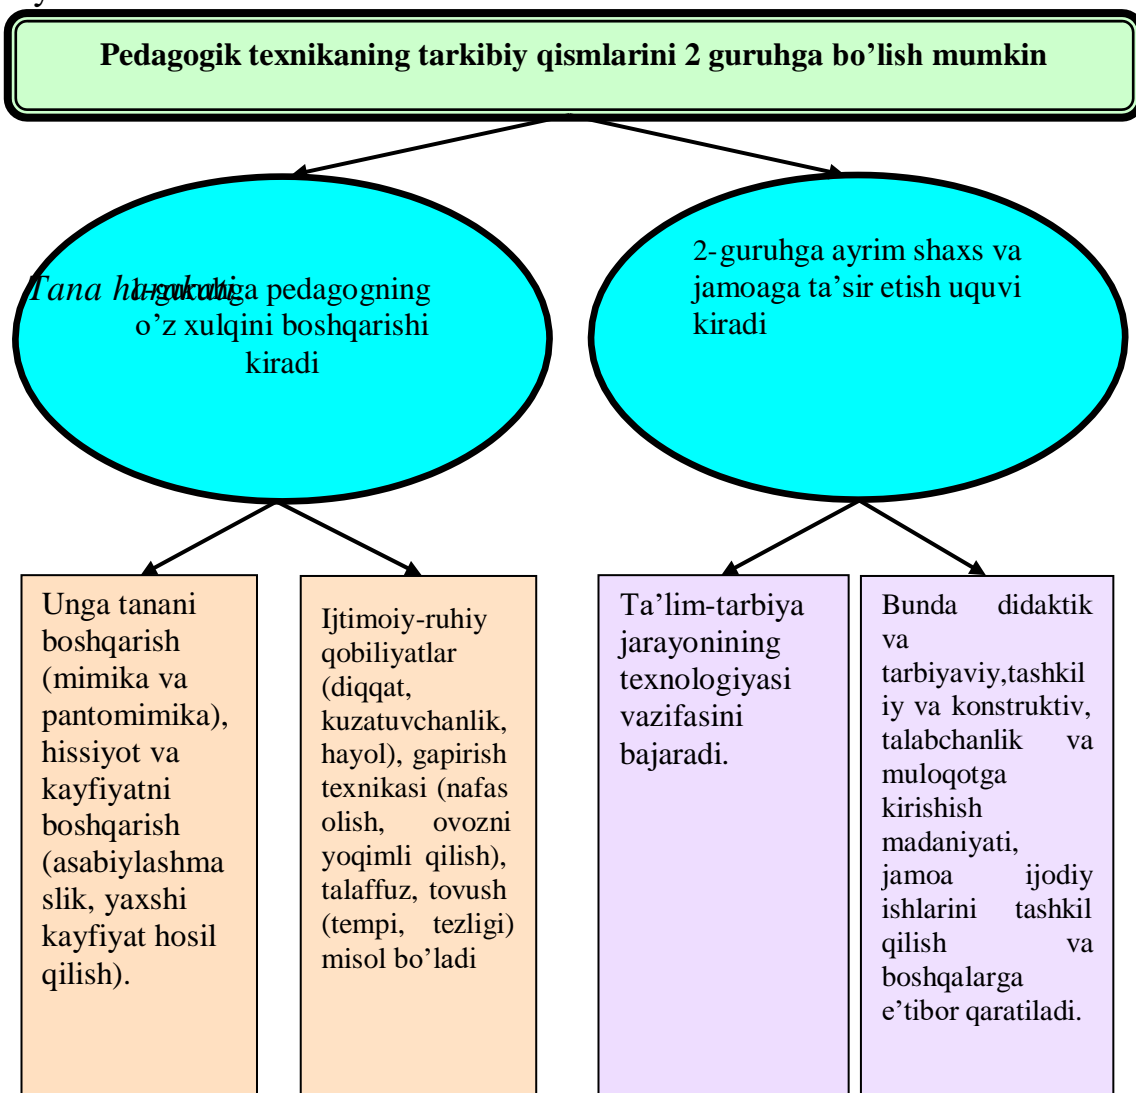 Pedagogik texnikaning tarkibiy qismlarini 2 guruhga bo’lish mumkin
Tana harakati
1-guruhga pedagogning
o’z xulqini boshqarishi
kiradi
2-guruhga ayrim shaxs va
jamoaga ta’sir etish uquvi
kiradi
Unga tanani
boshqarish
(mimika va
pantomimika),
hissiyot va
kayfiyatni
boshqarish
(asabiylashma
slik, yaxshi
kayfiyat hosil
qilish).
Ijtimoiy-ruhiy
qobiliyatlar
(diqqat,
kuzatuvchanlik,
hayol), gapirish
texnikasi (nafas
olish, ovozni
yoqimli qilish),
talaffuz, tovush
(tempi, tezligi)
misol bo’ladi
Ta’lim-tarbiya
jarayonining
texnologiyasi
vazifasini
bajaradi.
Bunda didaktik
va
tarbiyaviy,tashkil
iy va konstruktiv,
talabchanlik va
muloqotga
kirishish
madaniyati,
jamoa ijodiy
ishlarini tashkil
qilish va
boshqalarga
e’tibor qaratiladi.